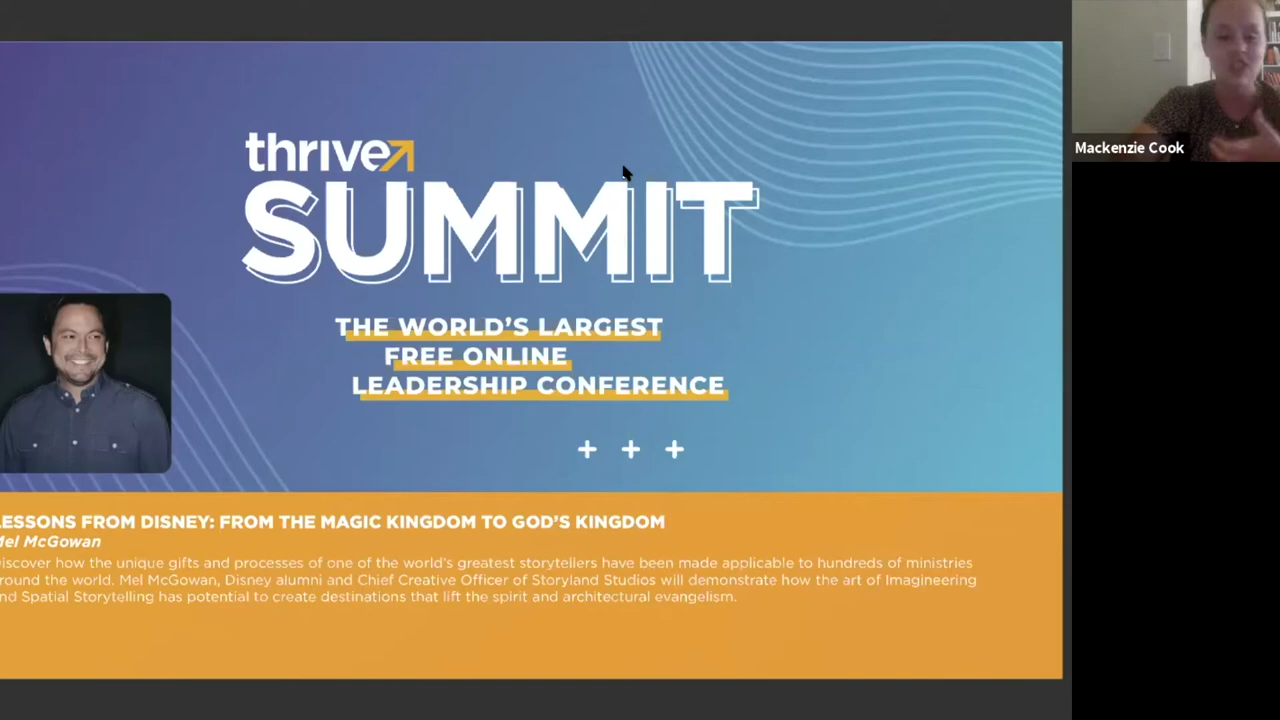 thrive
SUMMIT
THE WORLD'S LARGEST
FREE ONLINE
LEADERSHIP CONFERENCE
+ + +
LESSONS FROM DISNEY: FROM THE MAGIC KINGDOM TO GOD'S KINGDOM
Mel McGowan
iscover how the unique gifts and processes of one of the world's greatest storytellers have been made applicable to hundreds of ministries
round the world. Mel McGowan, Disney alumni and Chief Creative Officer of Storyland Studios will demonstrate how the art of Imagineering
nd Spatial Storytelling has potential to create destinations that lift the spirit and architectural evangelism.
Mackenzie Cook